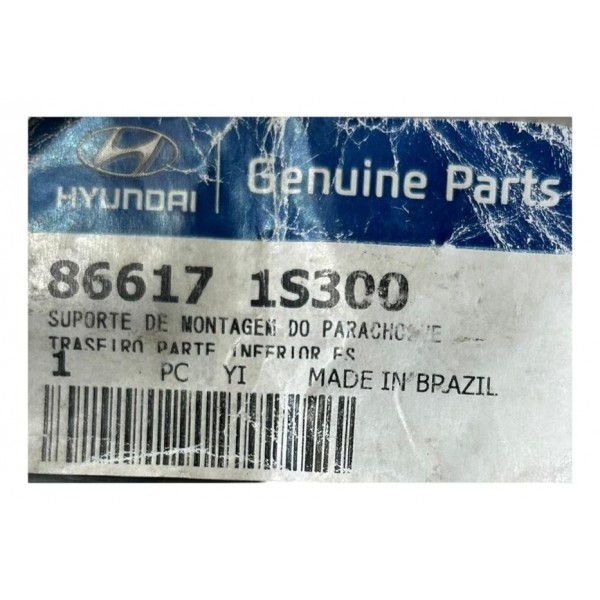 HYUNDAI
Genuine Parts
86617 1S300
SUPORTE DE MONTAGEM DO PARACHOQUE
TRASEIRO PARTE INFERIOR ES
1 PC YI MADE IN BRAZIL